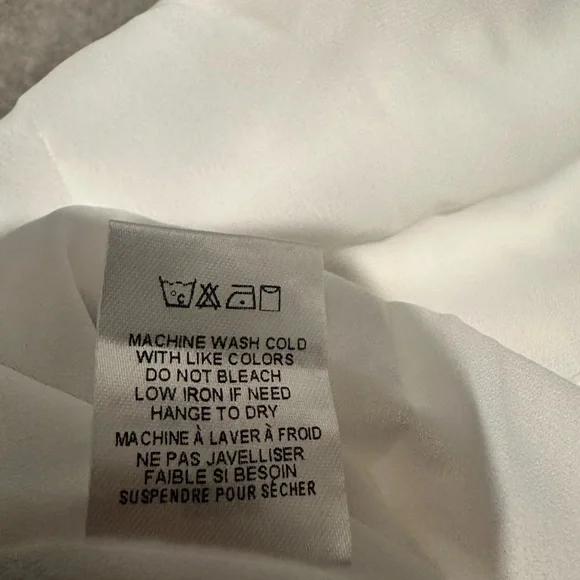 MACHINE WASH COLD
WITH LIKE COLORS
DO NOT BLEACH
LOW IRON IF NEED
HANGE TO DRY
MACHINE À LAVER À FROID
NE PAS JAVELLISER
FAIBLE SI BESOIN
SUSPENDRE POUR SÉCHER